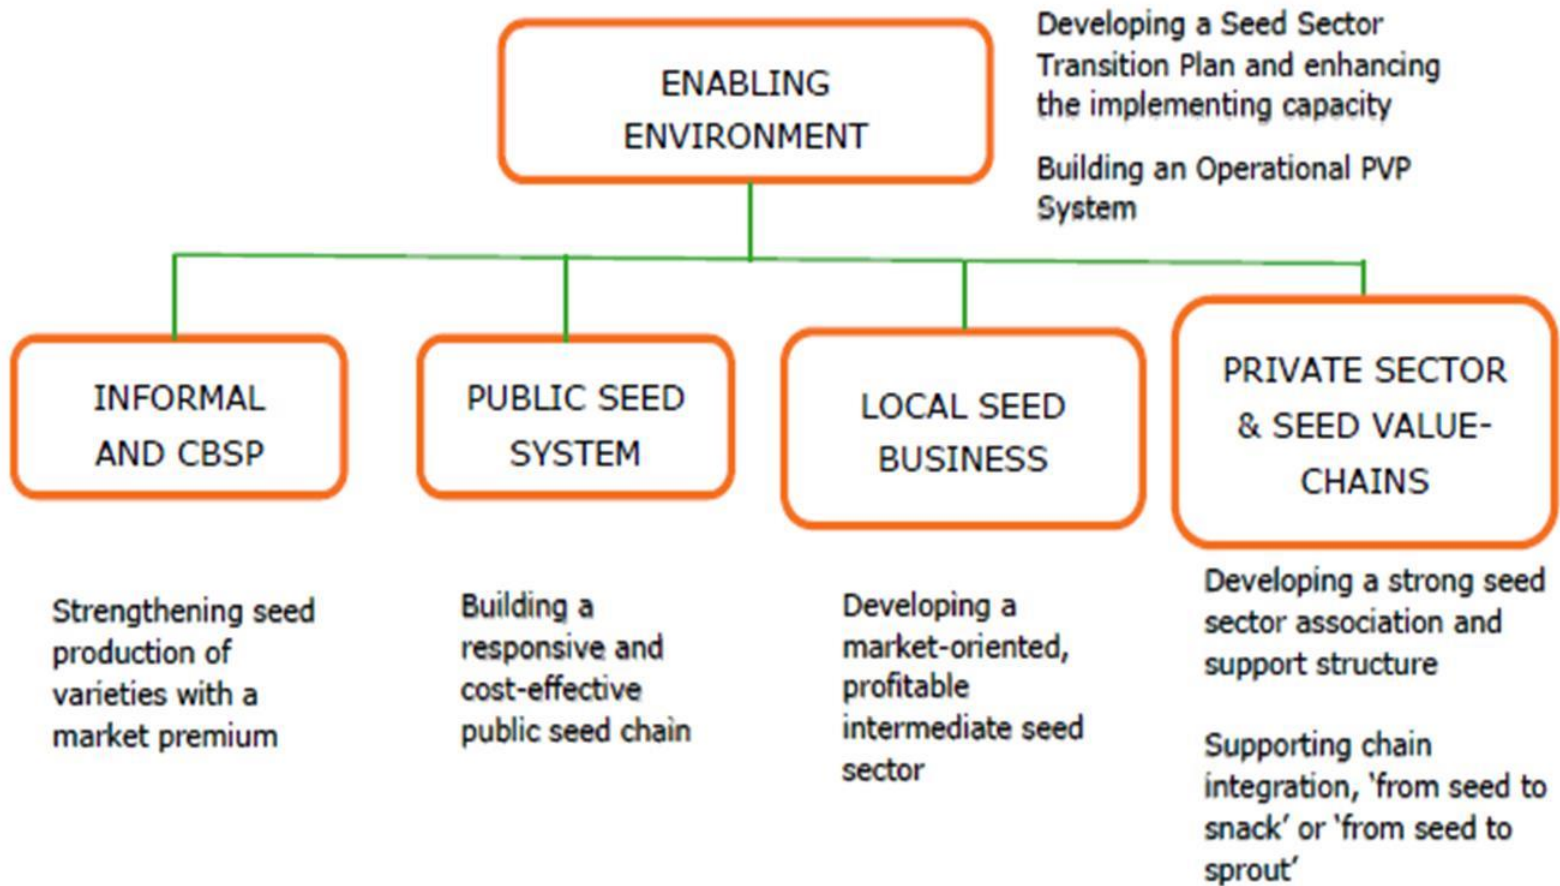 ENABLING
ENVIRONMENT
Developing a Seed Sector
Transition Plan and enhancing
the implementing capacity
Building an Operational PVP
System
INFORMAL
AND CBSP
PUBLIC SEED
SYSTEM
LOCAL SEED
BUSINESS
PRIVATE SECTOR
& SEED VALUE-
CHAINS
Strengthening seed
production of
varieties with a
market premium
Building a
responsive and
cost-effective
public seed chain
Developing a
market-oriented,
profitable
intermediate seed
sector
Developing a strong seed
sector association and
support structure
Supporting chain
integration, ‘from seed to
snack’ or ‘from seed to
sprout’